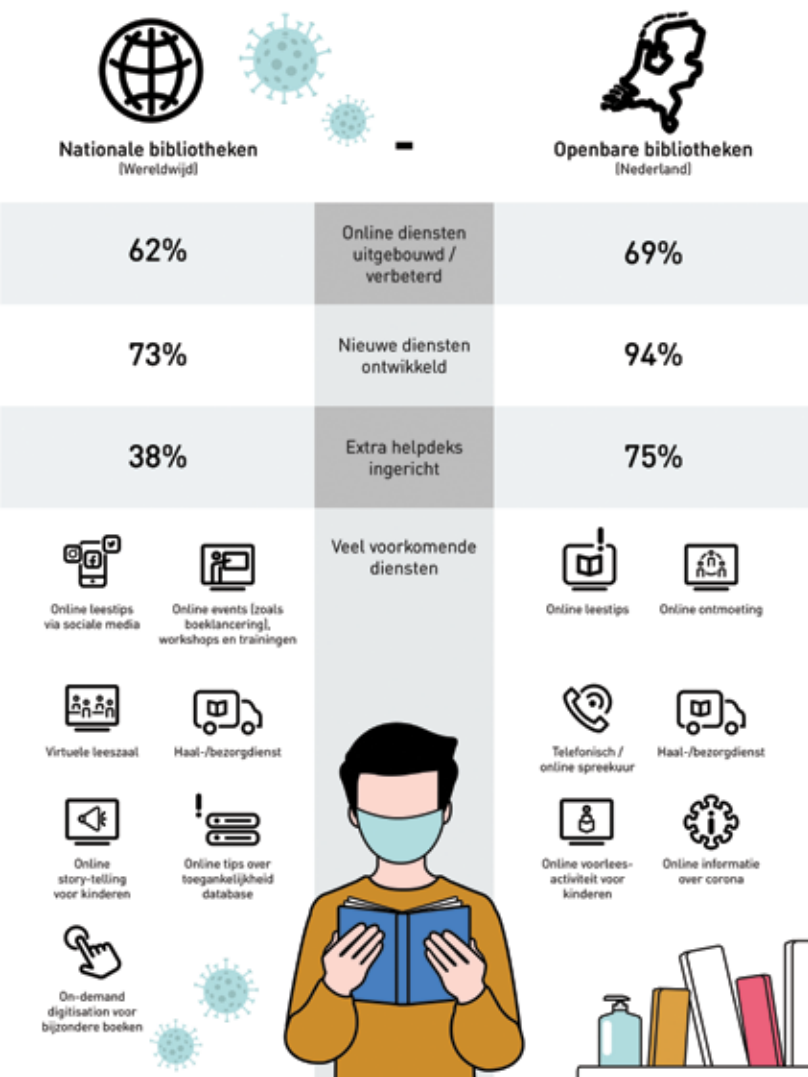 Nationale bibliotheken
(Wereldwijd)
-
Openbare bibliotheken
(Nederland)
62%
Online diensten
uitgebouwd /
verbeterd
69%
73%
Nieuwe diensten
ontwikkeld
94%
38%
Extra helpdeks
ingericht
75%
Veel voorkomende
diensten
Online leestips
via sociale media
Online events (zoals
boeklancering),
workshops en trainingen
Online leestips
Online ontmoeting
Virtuele leeszaal
Haal-/bezorgdienst
Telefonisch /
online spreekuur
Haal-/bezorgdienst
Online
story-telling
voor kinderen
Online tips over
toegankelijkheid
database
Online voorlees-
activiteit voor
kinderen
Online informatie
over corona
On-demand
digitisation voor
bijzondere boeken